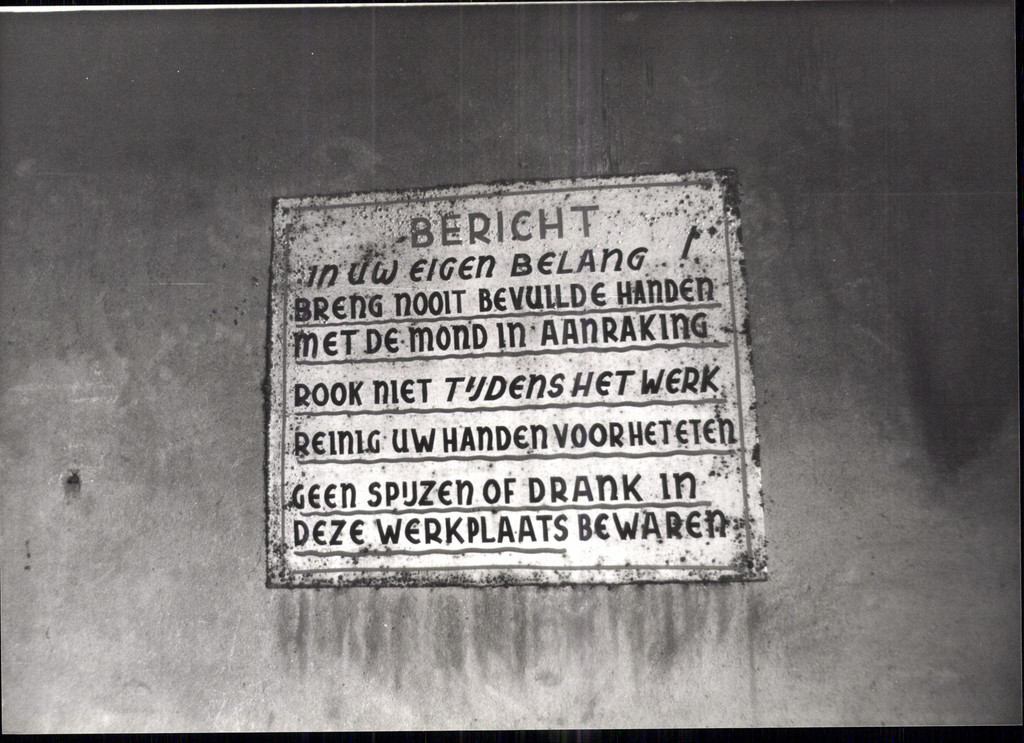 BERICHT
IN UW EIGEN BELANG !
BRENG NOOIT BEVUILDE HANDEN
MET DE MOND IN AANRAKING
ROOK NIET TIJDENS HET WERK
REINIG UW HANDEN VOOR HET ETEN
GEEN SPIJZEN OF DRANK IN
DEZE WERKPLAATS BEWAREN